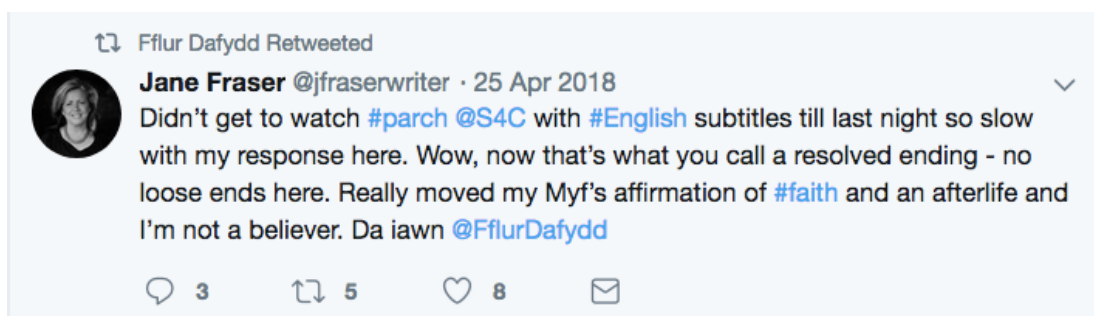 Fflur Dafydd Retweeted
Jane Fraser @jfraserwriter · 25 Apr 2018
Didn't get to watch #parch @S4C with #English subtitles till last night so slow
with my response here. Wow, now that's what you call a resolved ending - no
loose ends here. Really moved my Myf's affirmation of #faith and an afterlife and
I'm not a believer. Da iawn @FflurDafydd
3 5 8